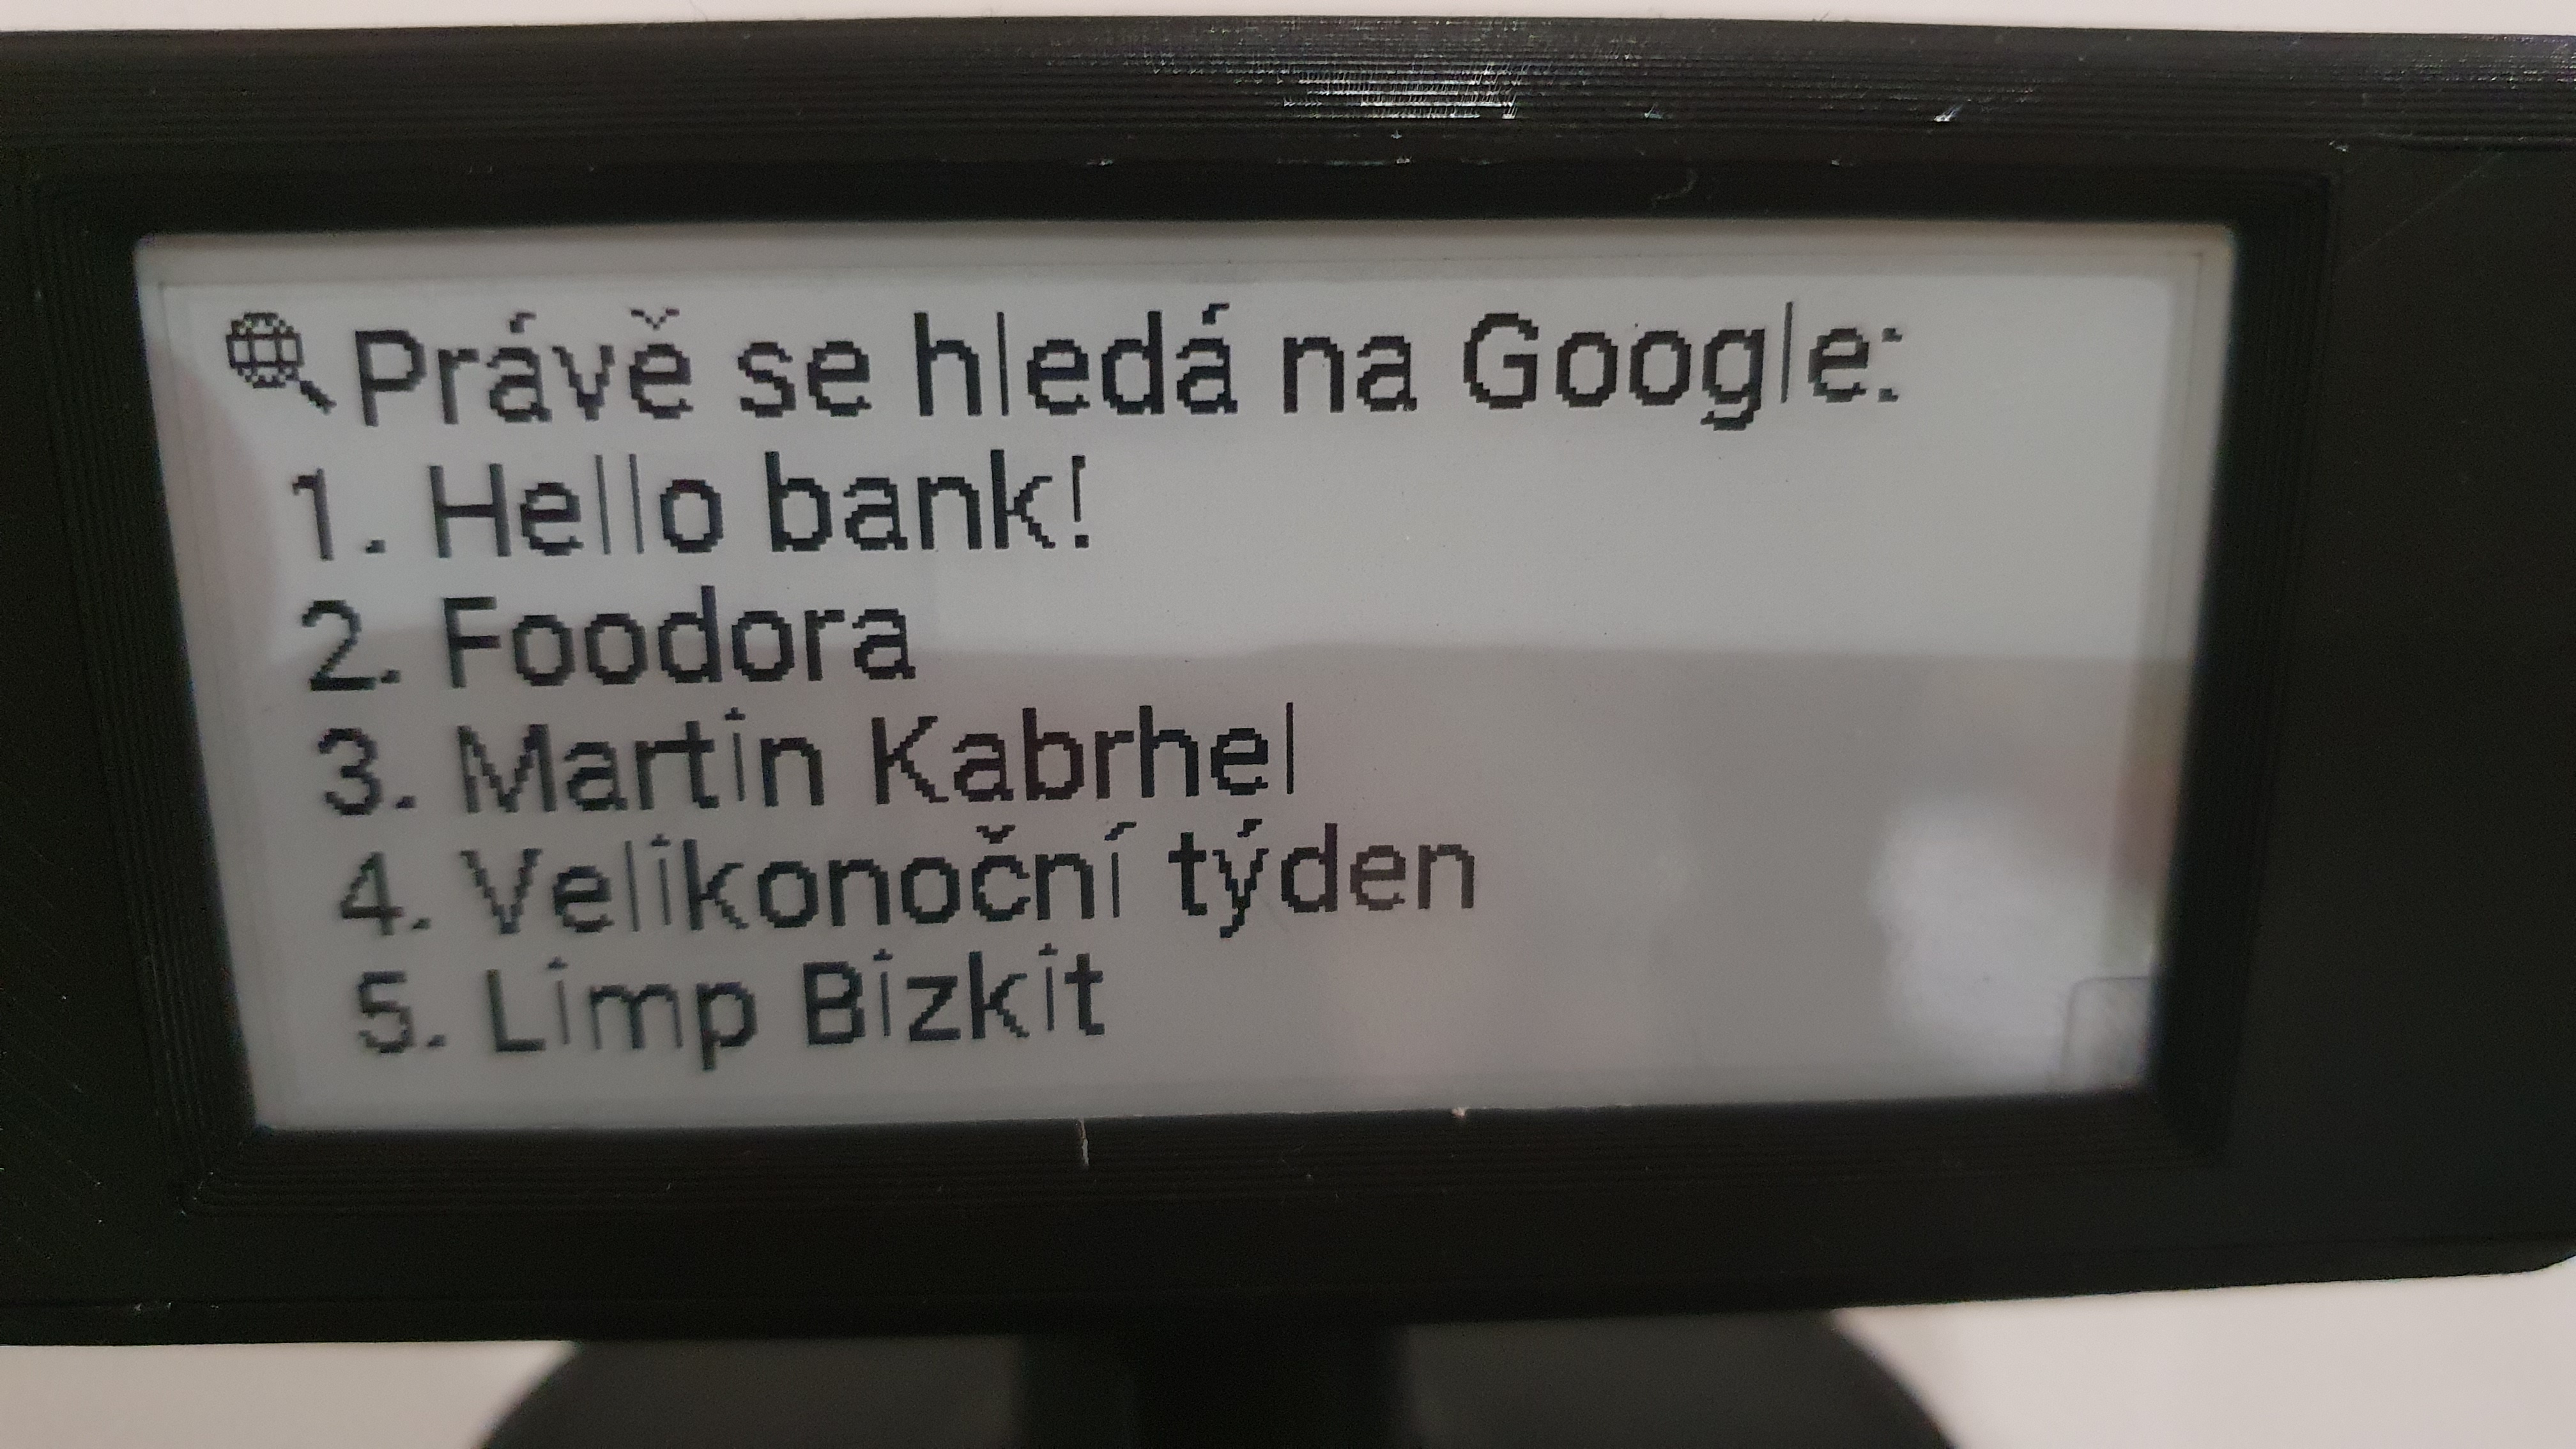 Právě se hledá na Google:
1. Hello bank!
2. Foodora
3. Martin Kabrhel
4. Velikonoční týden
5. Limp Bizkit